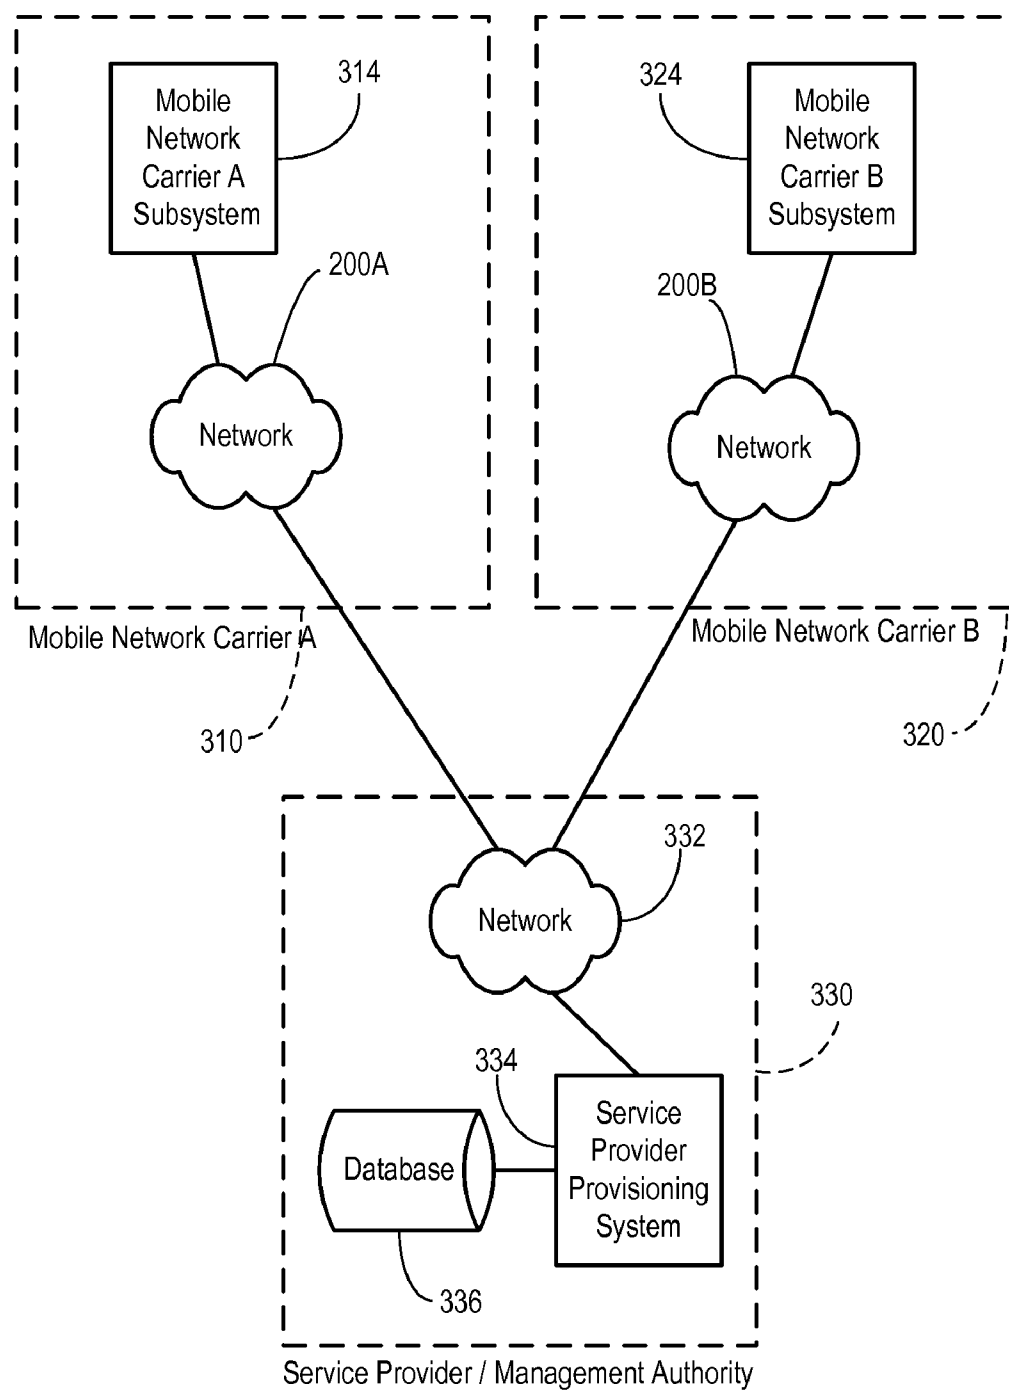 314
Mobile
Network
Carrier A
Subsystem
324
Mobile
Network
Carrier B
Subsystem
200A
200B
Network
Network
Mobile Network Carrier A
Mobile Network Carrier B
310
320
332
Network
330
334
Service
Provider
Provisioning
System
Database
336
Service Provider / Management Authority